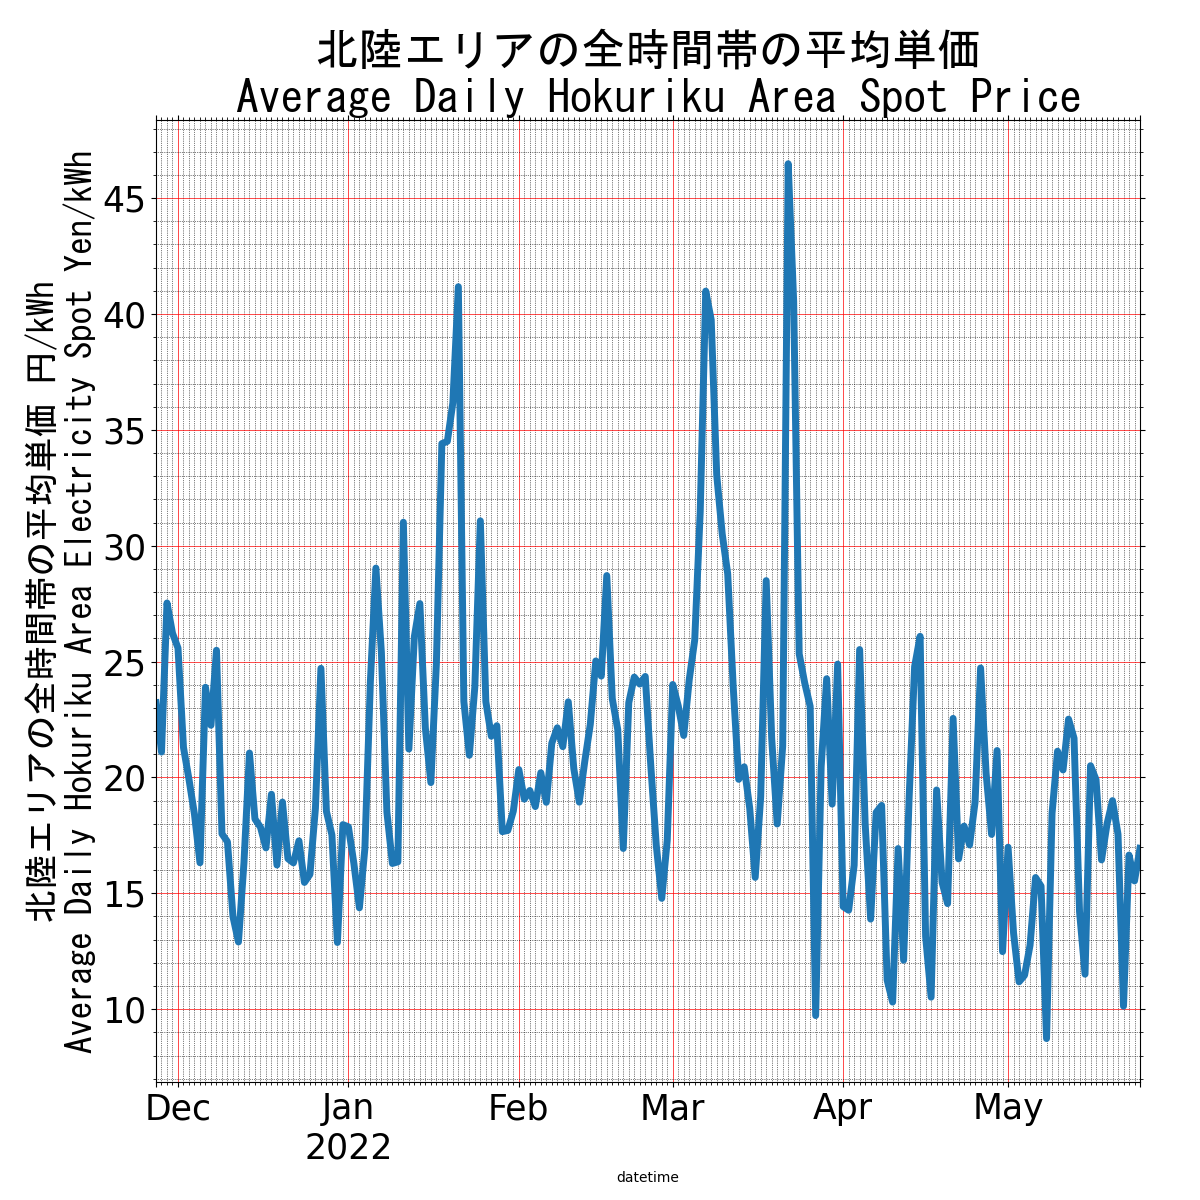 北陸エリアの全時間帯の平均単価
Average Daily Hokuriku Area Spot Price
北陸エリアの全時間帯の平均単価 円/kWh
Average Daily Hokuriku Area Electricity Spot Yen/kWh
45
40
35
30
25
20
15
10
Dec
Jan
2022
Feb
Mar
Apr
May
datetime